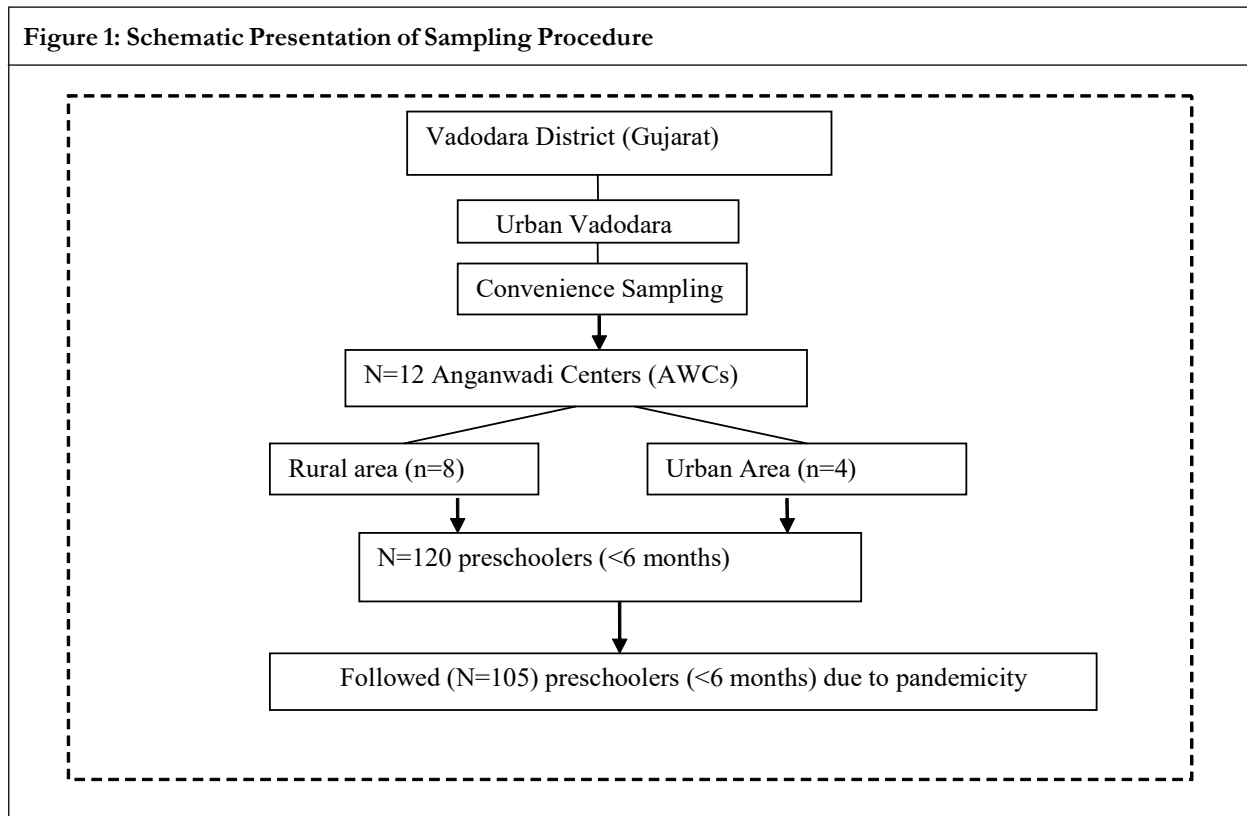 Figure 1: Schematic Presentation of Sampling Procedure
Vadodara District (Gujarat)
Urban Vadodara
Convenience Sampling
N=12 Anganwadi Centers (AWCs)
Rural area (n=8)
Urban Area (n=4)
N=120 preschoolers (<6 months)
Followed (N=105) preschoolers (<6 months) due to pandemicity